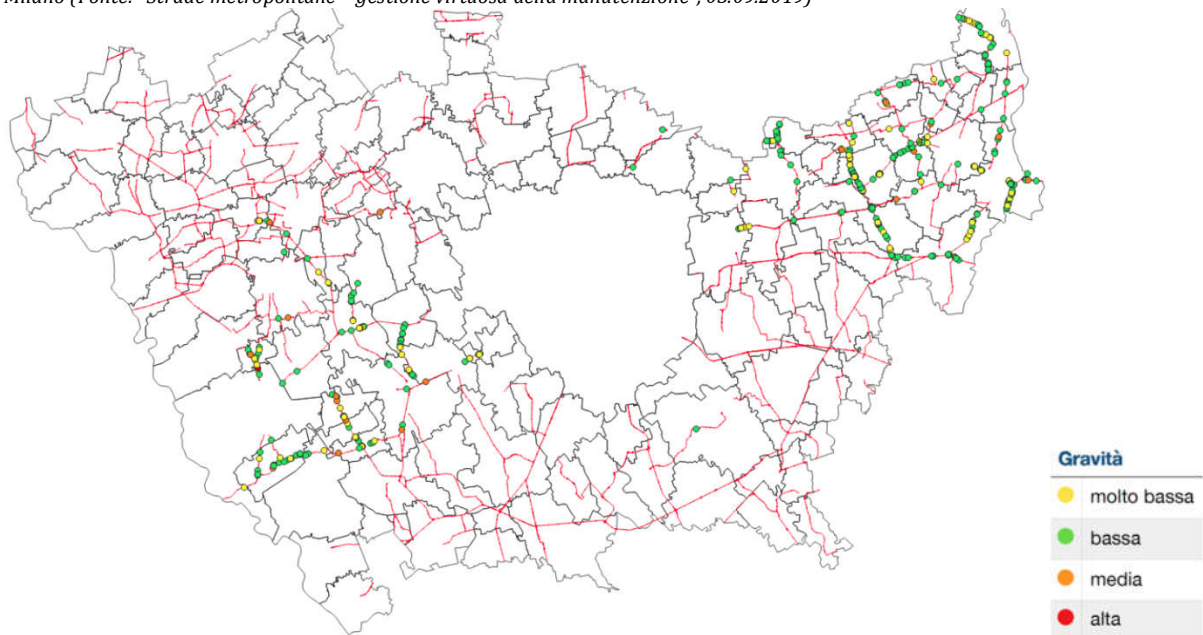 Milano (Fonte: "Strade metropolitane – gestione virtuosa della manutenzione", 05.09.2019)
Gravità
molto bassa
bassa
media
alta